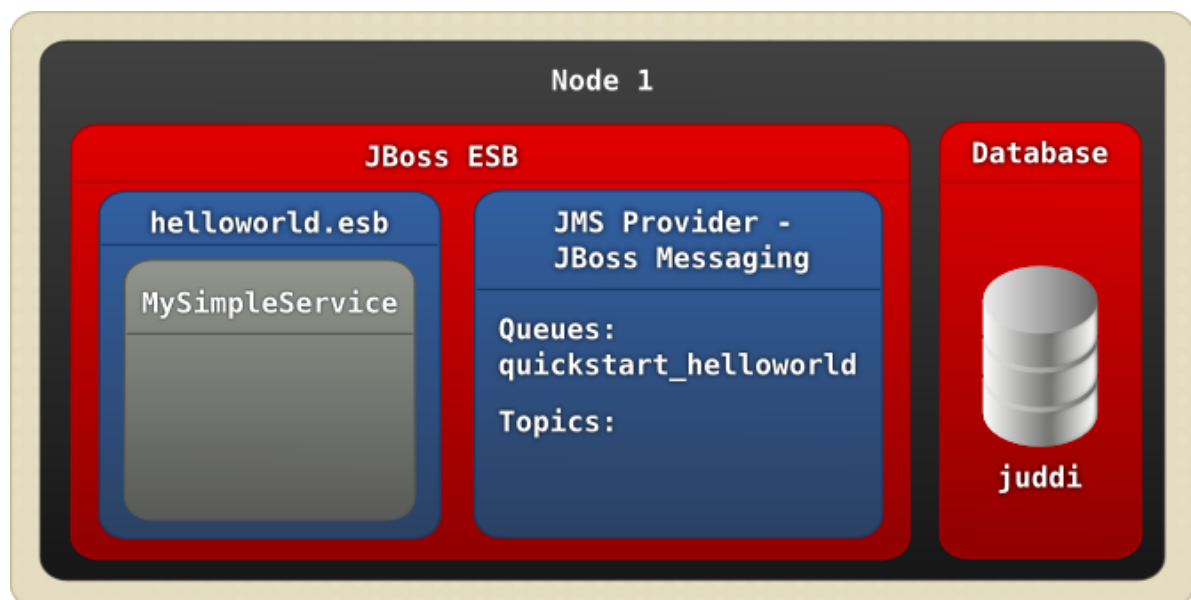 Node 1
JBoss ESB
helloworld.esb
MySimpleService
JMS Provider -
JBoss Messaging
Queues:
quickstart_helloworld
Topics:
Database
juddi